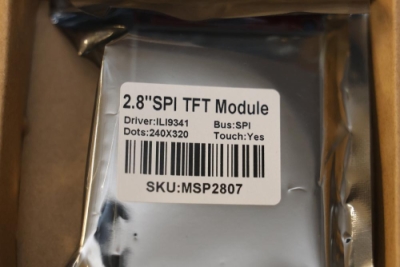 2.8"SPI TFT Module
Driver:ILI9341 Bus:SPI
Dots:240X320 Touch:Yes
SKU:MSP2807